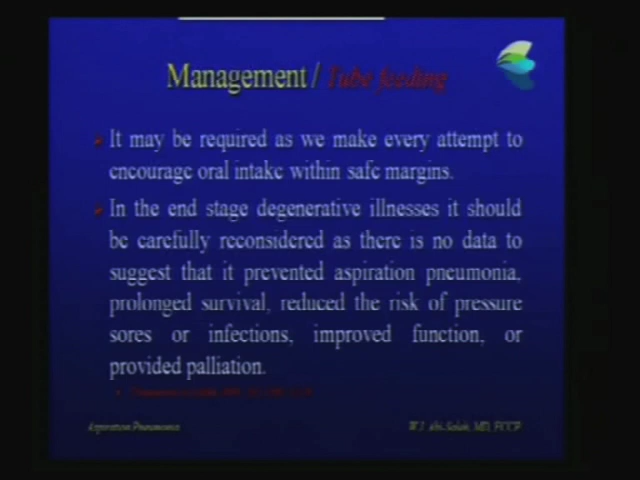 Management / Tube feeding
It may be required as we make every attempt to
encourage oral intake within safe margins.
In the end stage degenerative illnesses it should
be carefully reconsidered as there is no data to
suggest that it prevented aspiration pneumonia,
prolonged survival, reduced the risk of pressure
sores or infections, improved function, or
provided palliation.
Aspiration Pneumonia
MD, FCCP